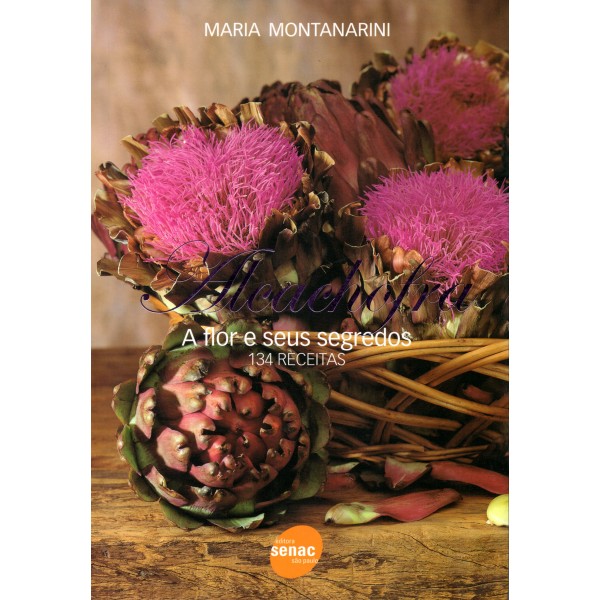 MARIA MONTANARINI
Alcachofra
A flor e seus segredos
134 RECEITAS
editora
senac
são paulo